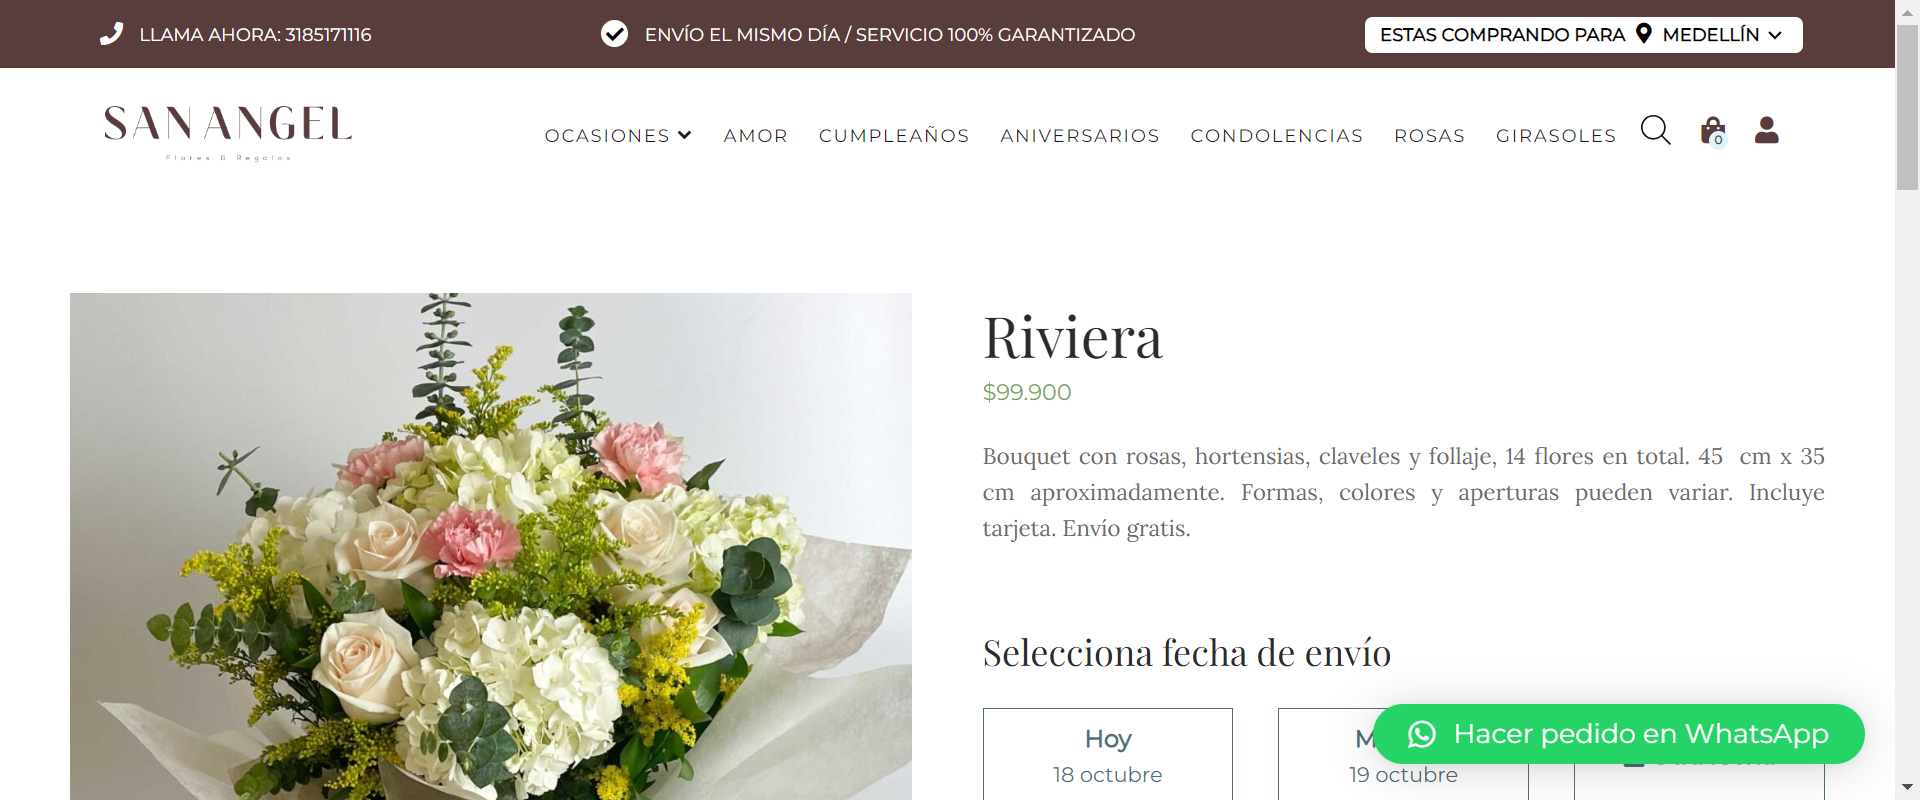 LLAMA AHORA: 3185171116
ENVÍO EL MISMO DÍA / SERVICIO 100% GARANTIZADO
ESTAS COMPRANDO PARA MEDELLÍN
SAN ANGEL
Flores & Regalos
OCASIONES AMOR CUMPLEAÑOS ANIVERSARIOS CONDOLENCIAS ROSAS GIRASOLES
0
Riviera
$99.900
Bouquet con rosas, hortensias, claveles y follaje, 14 flores en total. 45 cm x 35
cm aproximadamente. Formas, colores y aperturas pueden variar. Incluye
tarjeta. Envío gratis.
Selecciona fecha de envío
Hoy
18 octubre
19 octubre
Hacer pedido en WhatsApp